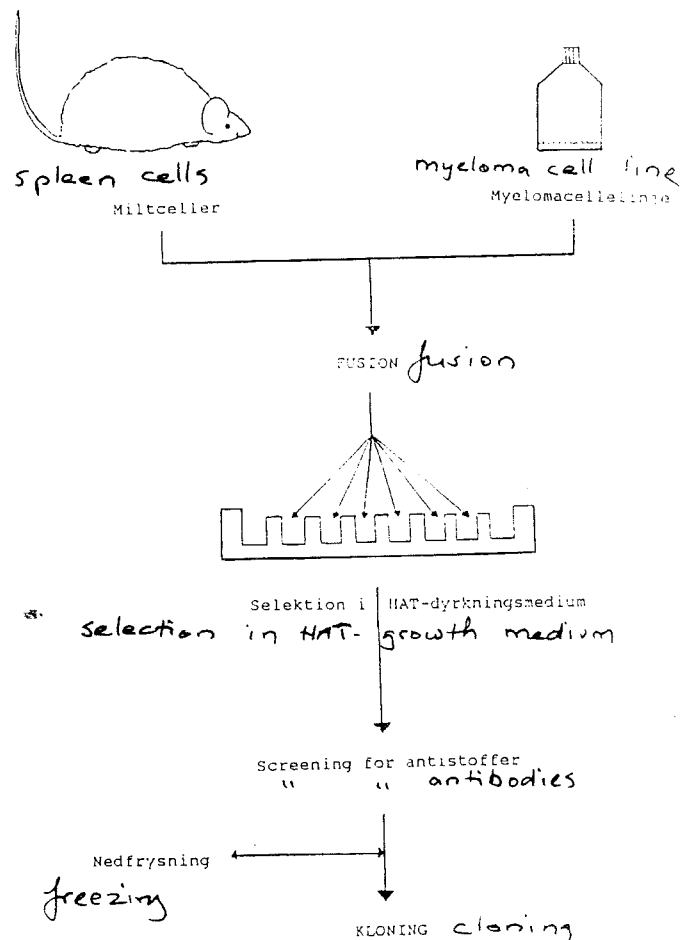 spleen cells
Miltceller
myeloma cell line
Myelomacellelinje
FUSION fusion
Selektion i HAT-dyrkningsmedium
selection in HAT- growth medium
Screening for antistoffer
" " antibodies
Nedfrysning
freezing
KLONING cloning